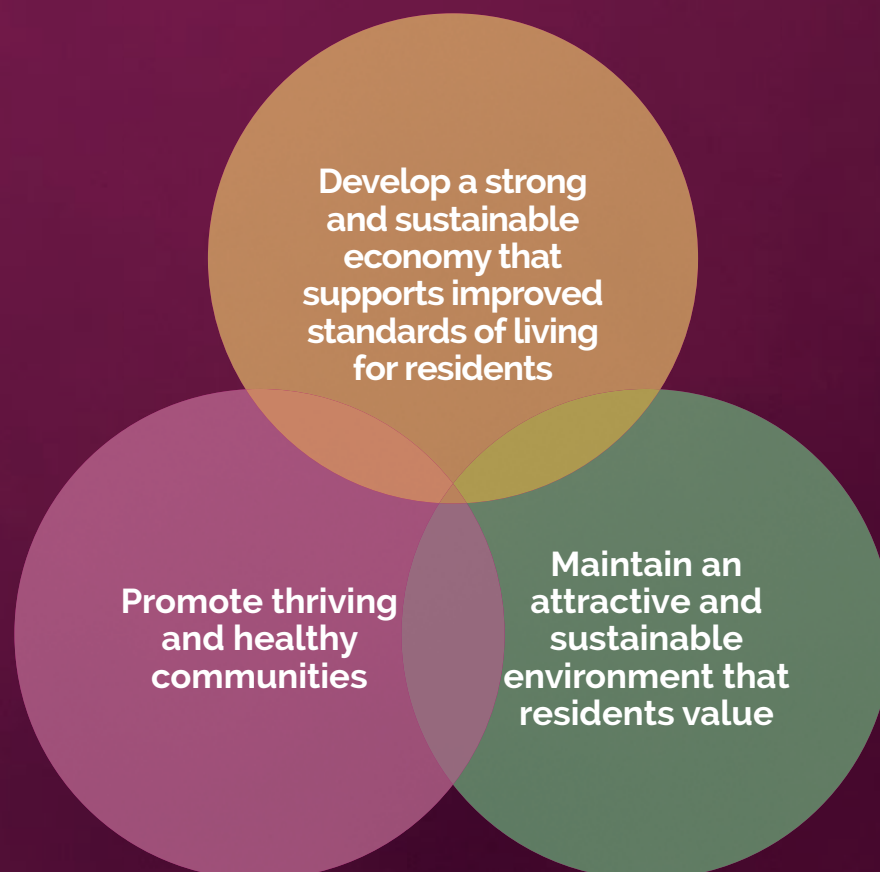 Develop a strong
and sustainable
economy that
supports improved
standards of living
for residents
Promote thriving
and healthy
communities
Maintain an
attractive and
sustainable
environment that
residents value